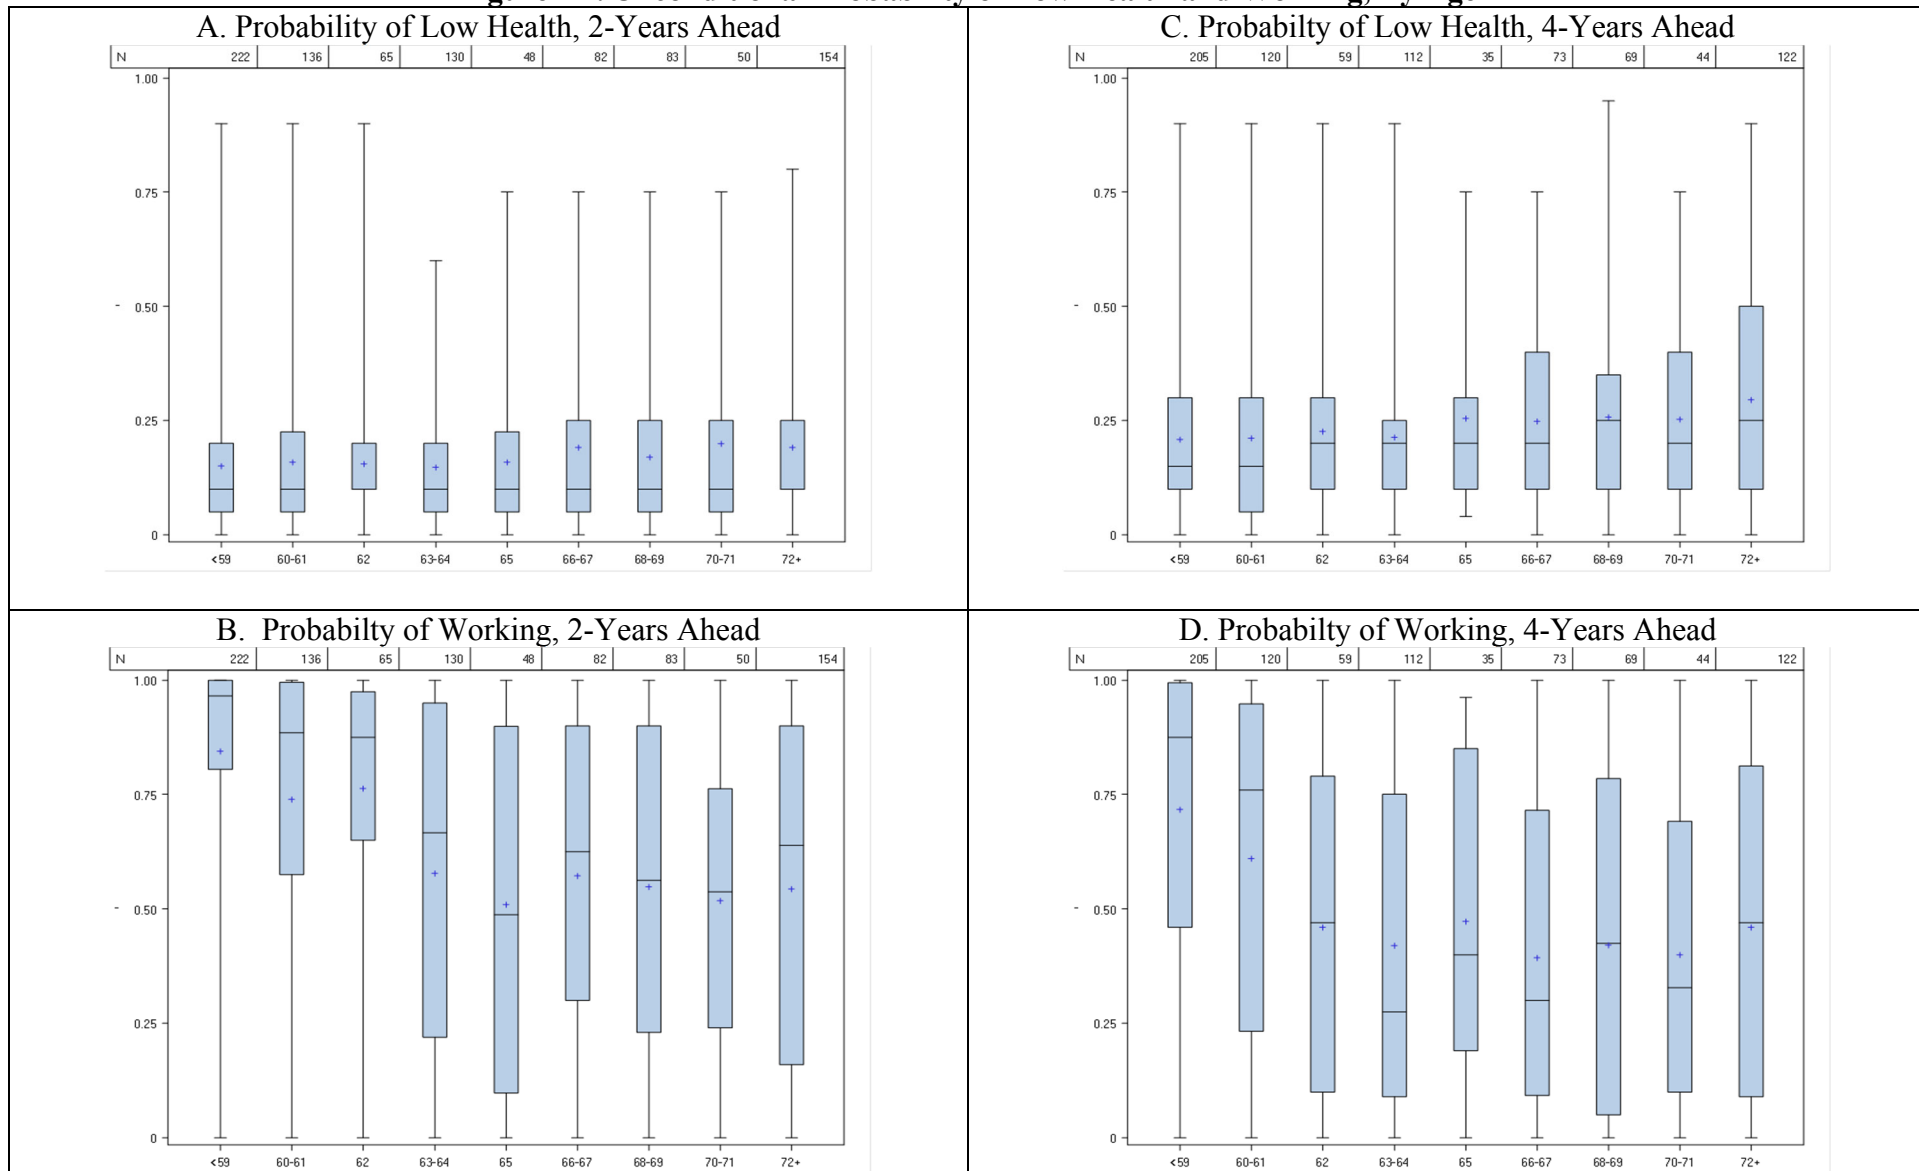 A. Probability of Low Health, 2-Years Ahead
N 222 136 65 130 48 82 83 50 154
1.00
0.75
0.50
0.25
0
<59 60-61 62 63-64 65 66-67 68-69 70-71 72+
C. Probabilty of Low Health, 4-Years Ahead
N 205 120 59 112 35 73 69 44 122
1.00
0.75
0.50
0.25
0
<59 60-61 62 63-64 65 66-67 68-69 70-71 72+
B. Probabilty of Working, 2-Years Ahead
N 222 136 65 130 48 82 83 50 154
1.00
0.75
0.50
0.25
0
<59 60-61 62 63-64 65 66-67 68-69 70-71 72+
D. Probabilty of Working, 4-Years Ahead
N 205 120 59 112 35 73 69 44 122
1.00
0.75
0.50
0.25
0
<59 60-61 62 63-64 65 66-67 68-69 70-71 72+